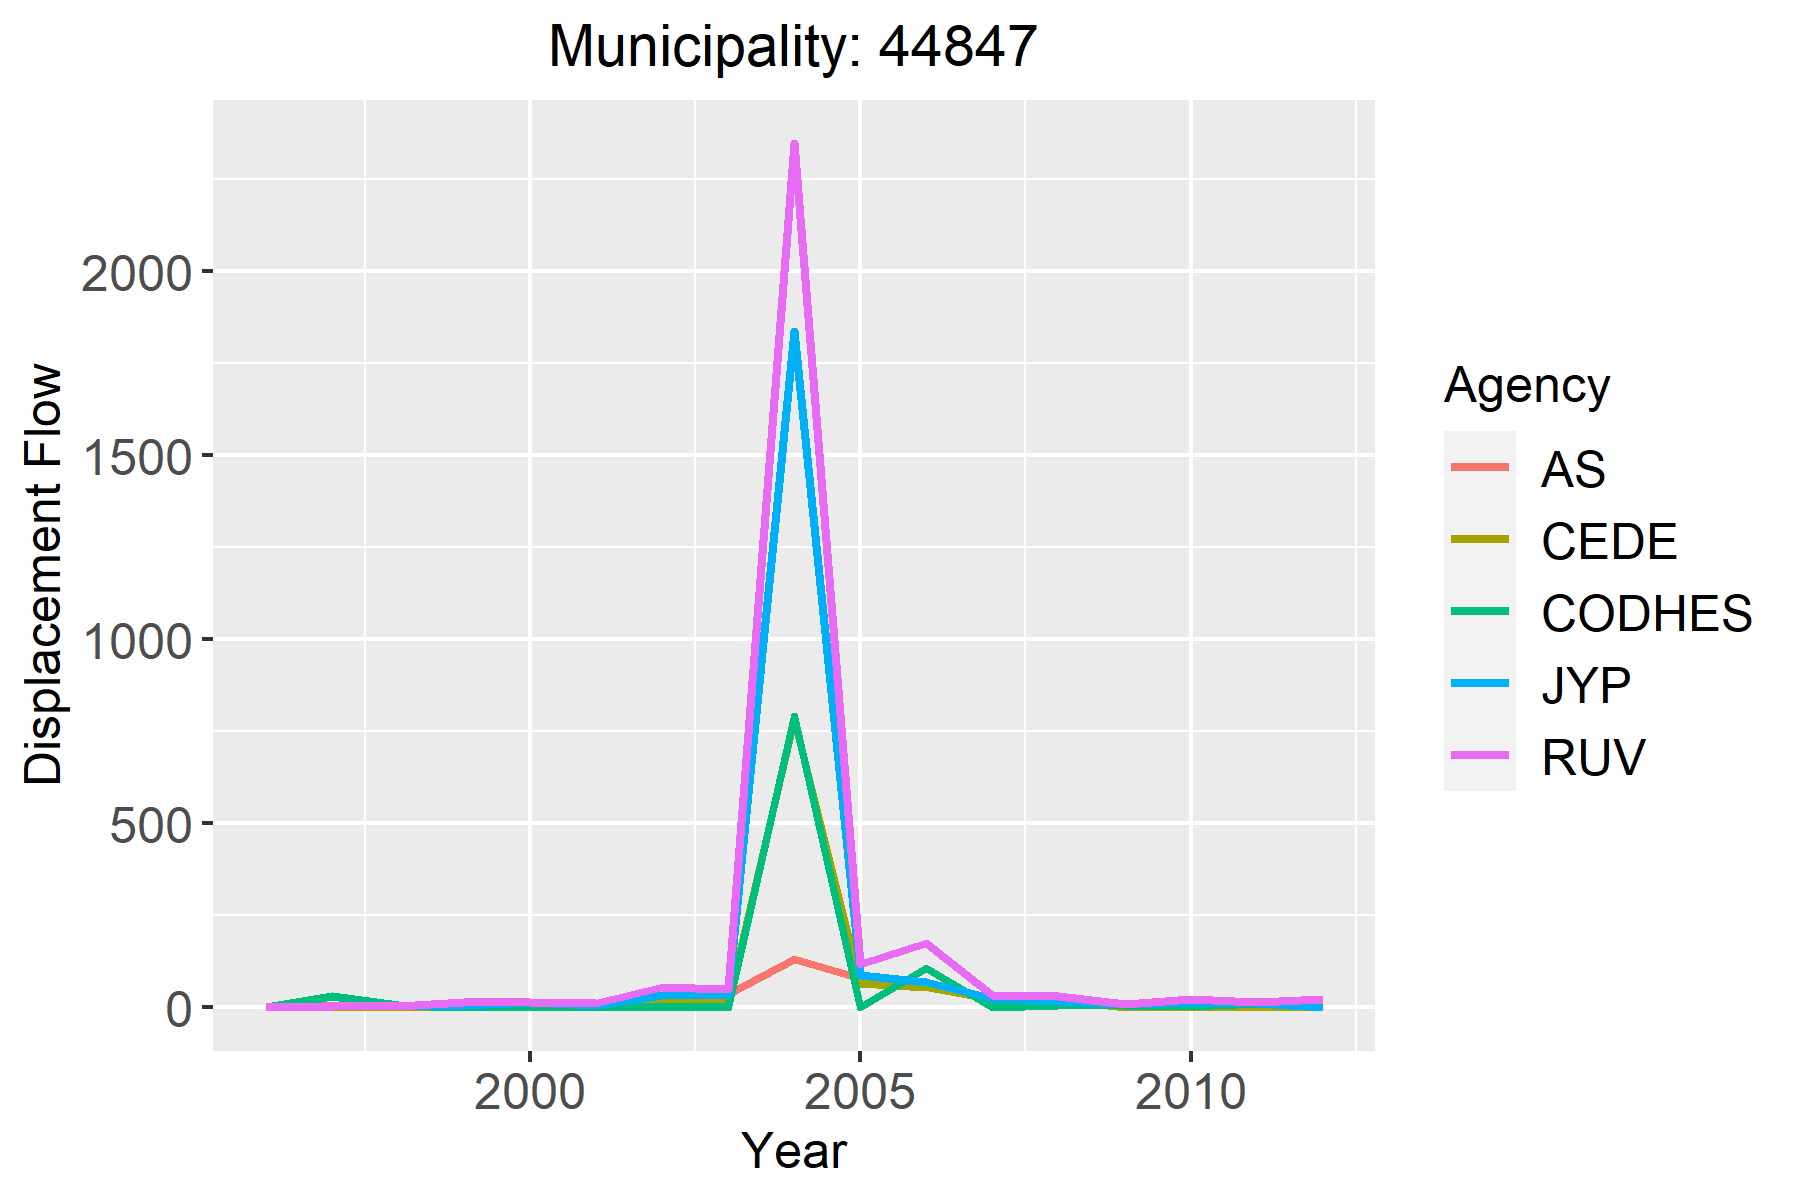 Municipality: 44847
Displacement Flow
2000
1500
1000
500
0
2000
2005
2010
Year
Agency
AS
CEDE
CODHES
JYP
RUV